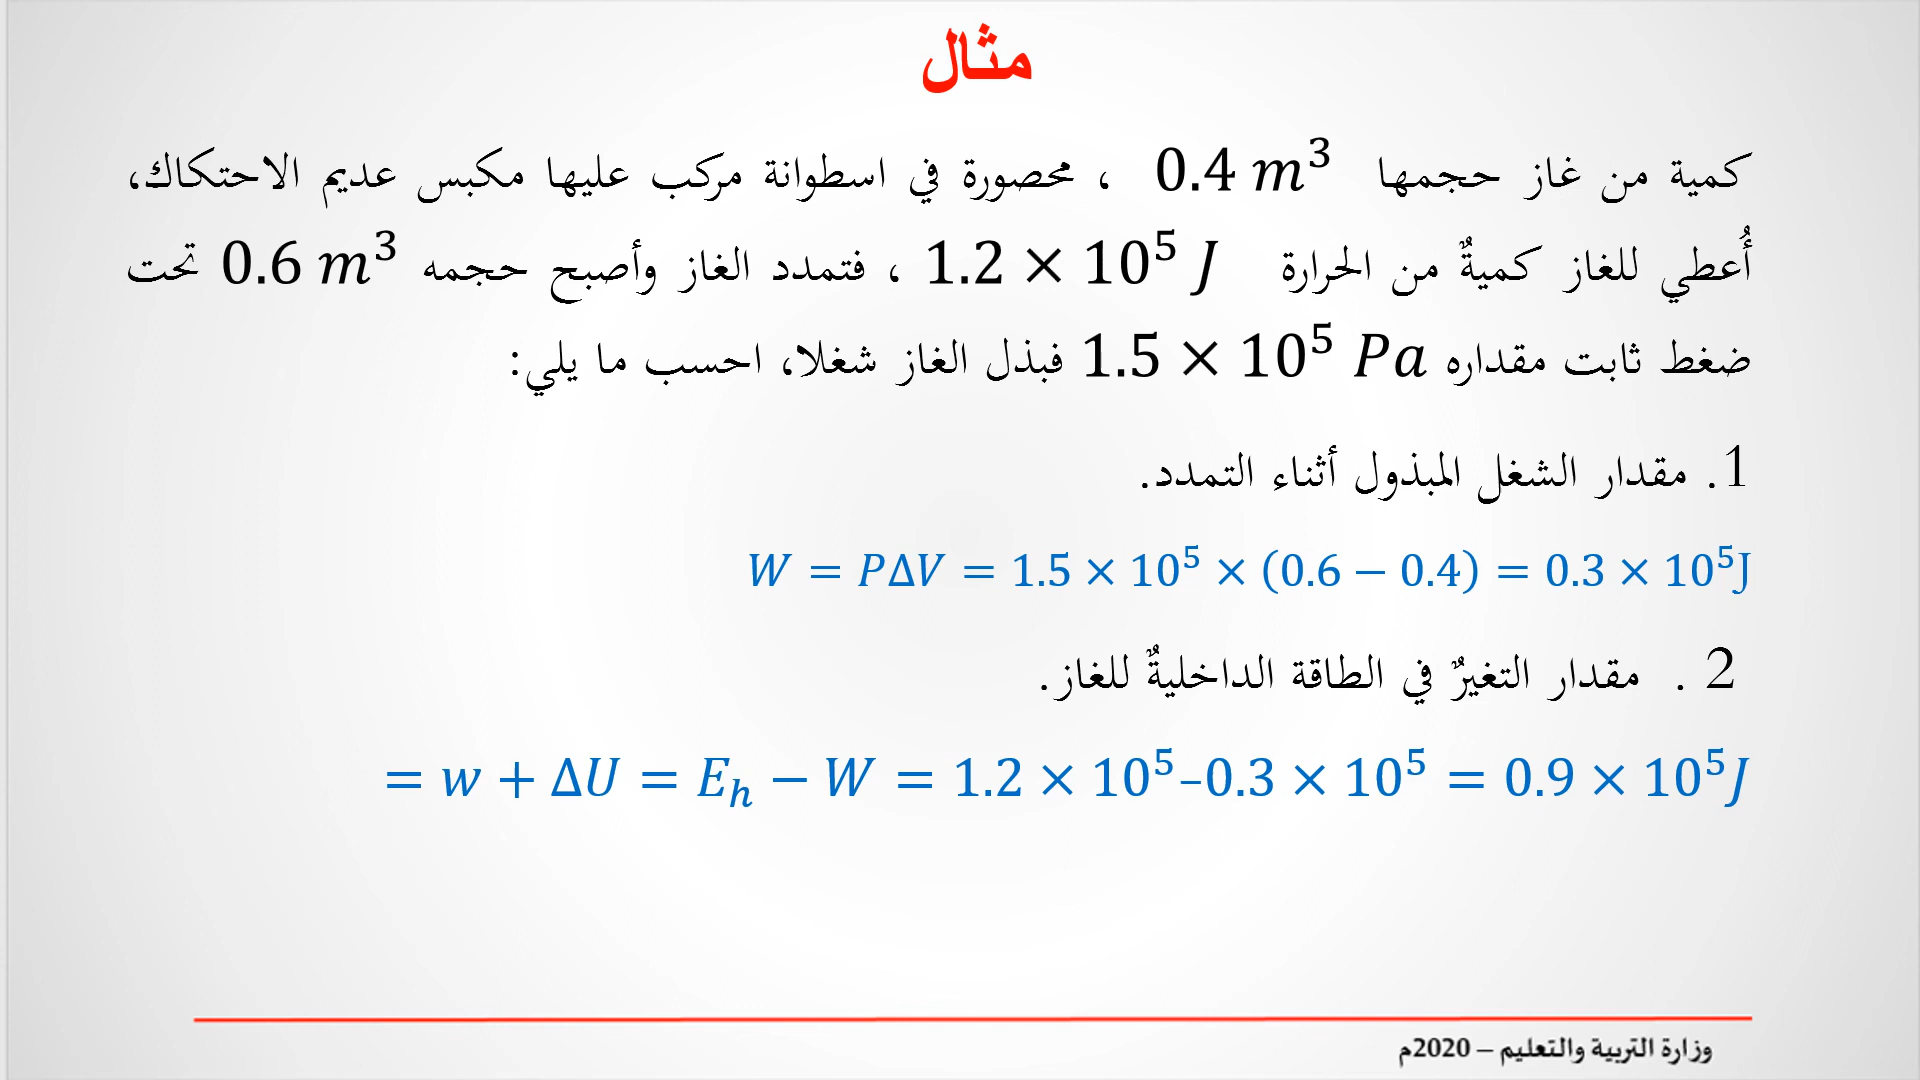 مثال
كمية من غاز حجمها 0.4 m³ ، محصورة في اسطوانة مركب عليها مكبس عديم الاحتكاك،
أُعطي للغاز كميةٌ من الحرارة 1.2 × 10⁵ J ، فتمدد الغاز وأصبح حجمه 0.6 m³ تحت
ضغط ثابت مقداره 1.5 × 10⁵ Pa فبذل الغاز شغلا، احسب ما يلي:
1. مقدار الشغل المبذول أثناء التمدد.
W = PΔV = 1.5 × 10⁵ × (0.6 − 0.4) = 0.3 × 10⁵J
2 . مقدار التغيرٌ في الطاقة الداخليةٌ للغاز.
= w + ΔU = Eₕ − W = 1.2 × 10⁵–0.3 × 10⁵ = 0.9 × 10⁵J
وزارة التربية والتعليم – 2020م